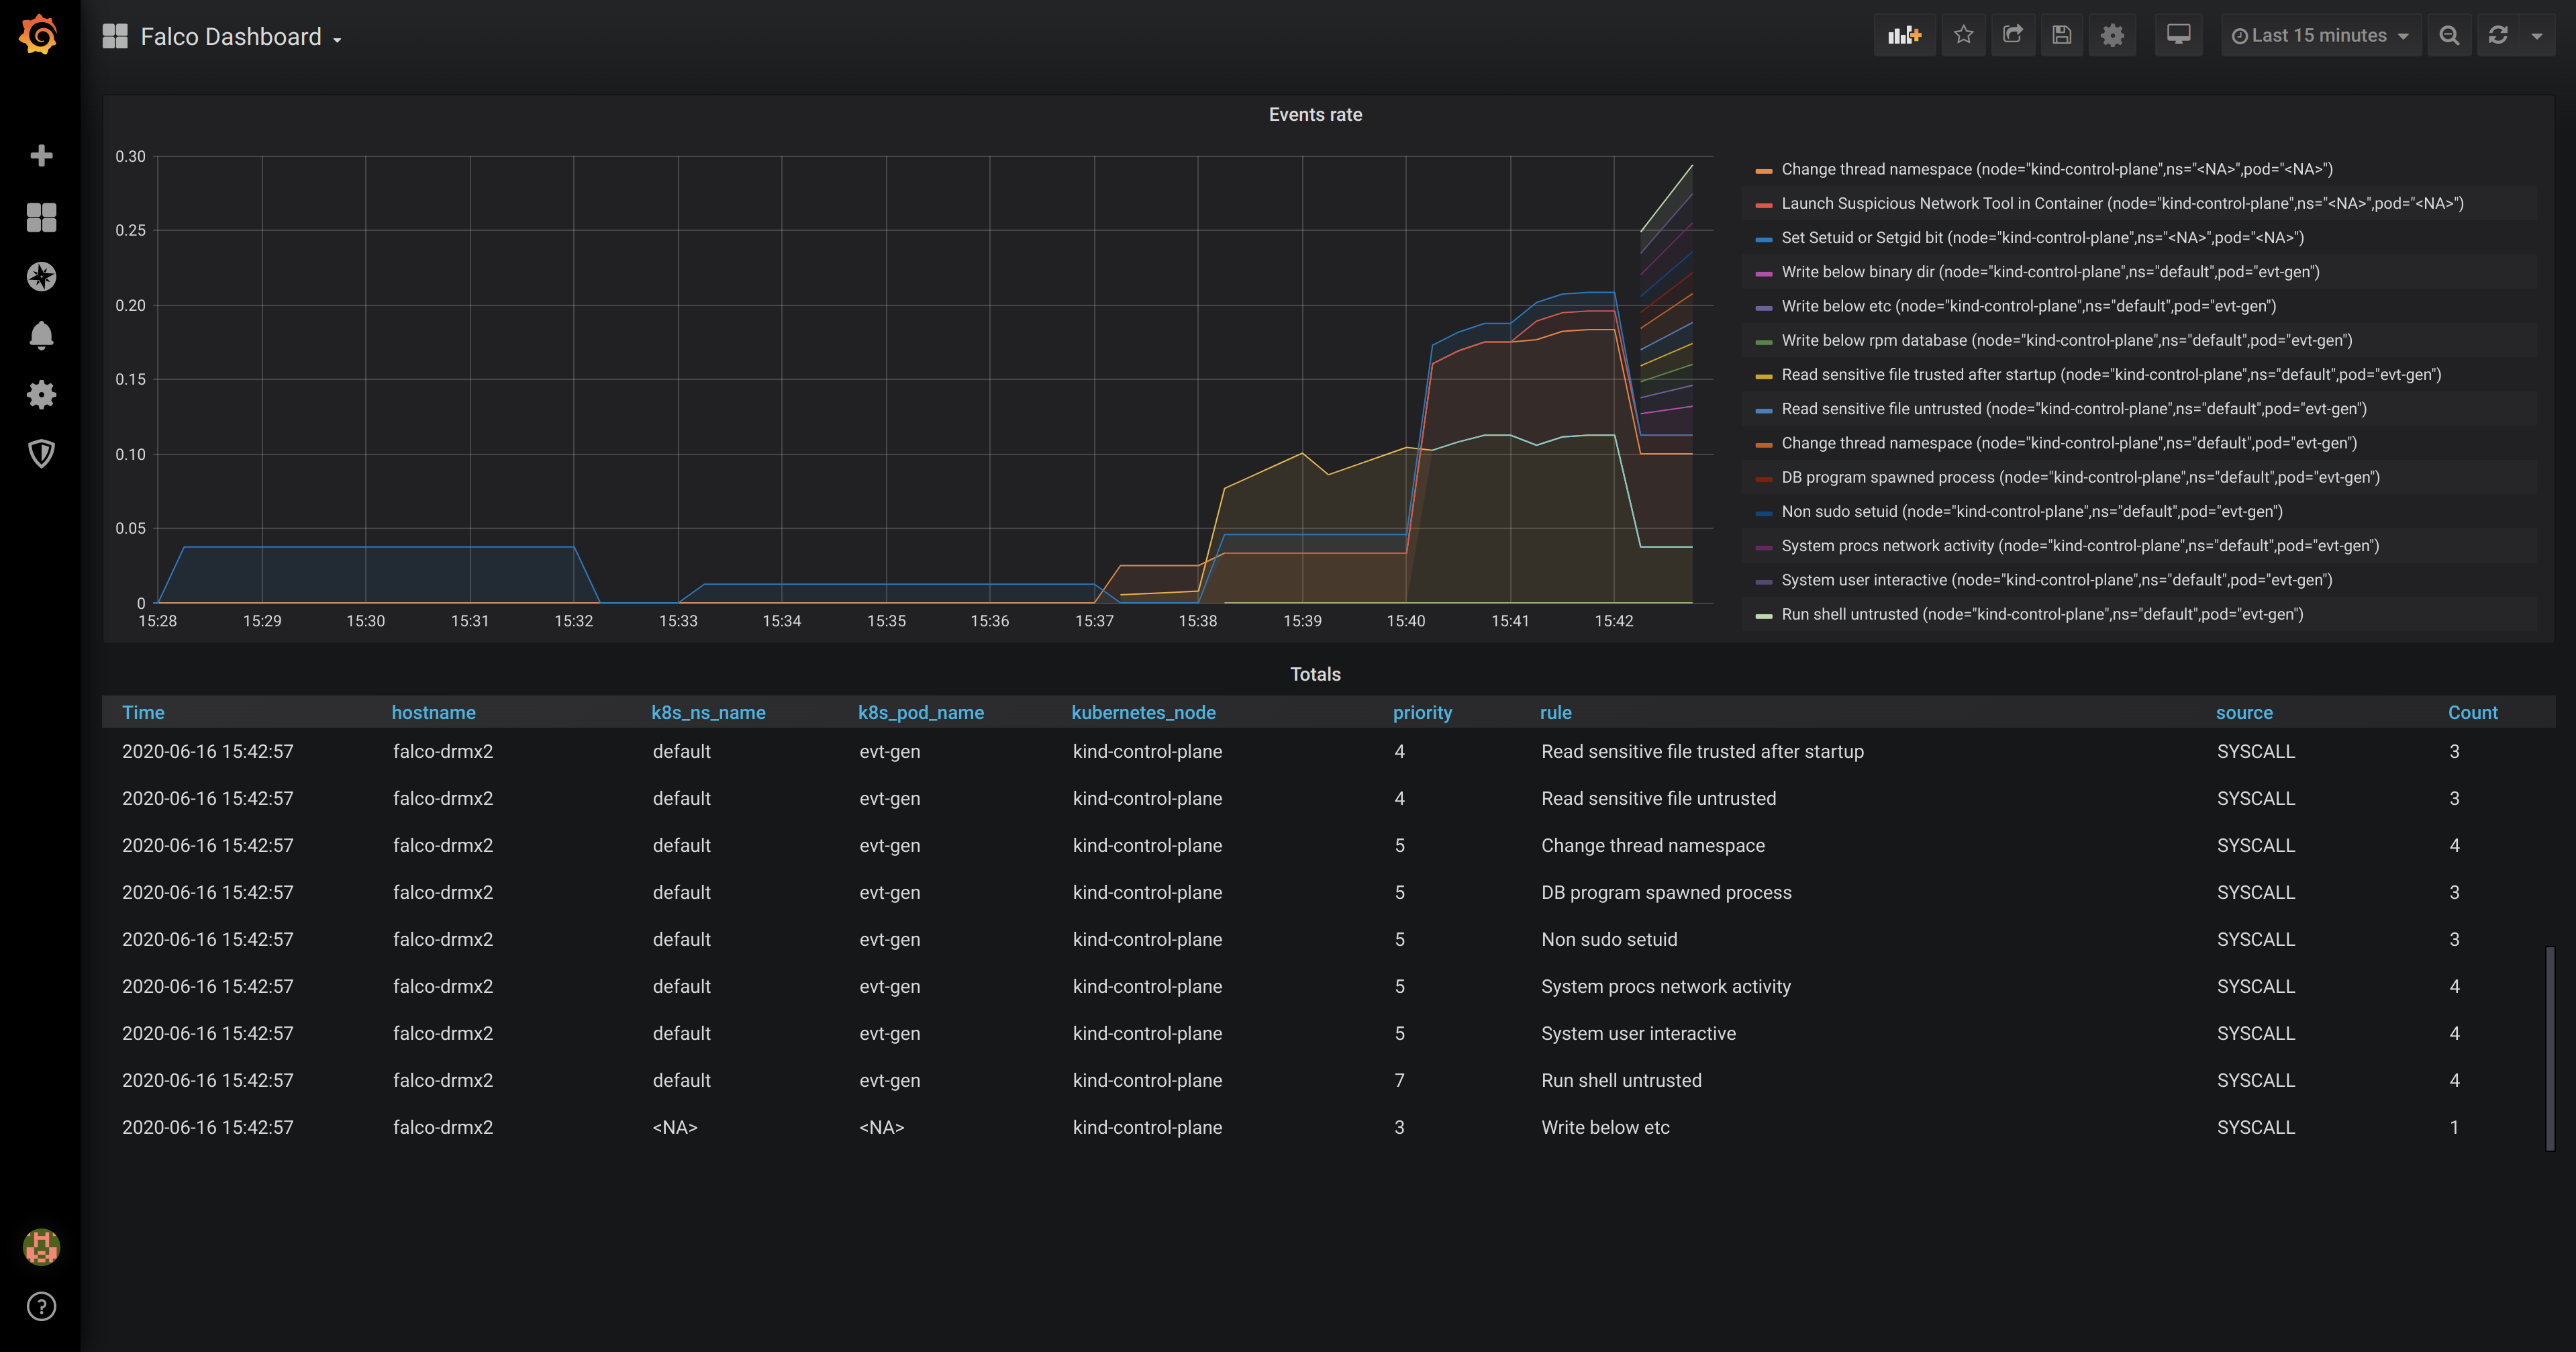 Falco Dashboard
Last 15 minutes
Events rate
0.30
0.25
0.20
0.15
0.10
0.05
0
15:28 15:29 15:30 15:31 15:32 15:33 15:34 15:35 15:36 15:37 15:38 15:39 15:40 15:41 15:42
Change thread namespace (node="kind-control-plane",ns="<NA>",pod="<NA>")
Launch Suspicious Network Tool in Container (node="kind-control-plane",ns="<NA>",pod="<NA>")
Set Setuid or Setgid bit (node="kind-control-plane",ns="<NA>",pod="<NA>")
Write below binary dir (node="kind-control-plane",ns="default",pod="evt-gen")
Write below etc (node="kind-control-plane",ns="default",pod="evt-gen")
Write below rpm database (node="kind-control-plane",ns="default",pod="evt-gen")
Read sensitive file trusted after startup (node="kind-control-plane",ns="default",pod="evt-gen")
Read sensitive file untrusted (node="kind-control-plane",ns="default",pod="evt-gen")
Change thread namespace (node="kind-control-plane",ns="default",pod="evt-gen")
DB program spawned process (node="kind-control-plane",ns="default",pod="evt-gen")
Non sudo setuid (node="kind-control-plane",ns="default",pod="evt-gen")
System procs network activity (node="kind-control-plane",ns="default",pod="evt-gen")
System user interactive (node="kind-control-plane",ns="default",pod="evt-gen")
Run shell untrusted (node="kind-control-plane",ns="default",pod="evt-gen")
Totals
Time hostname k8s_ns_name k8s_pod_name kubernetes_node priority rule source Count
2020-06-16 15:42:57 falco-drmx2 default evt-gen kind-control-plane 4 Read sensitive file trusted after startup SYSCALL 3
2020-06-16 15:42:57 falco-drmx2 default evt-gen kind-control-plane 4 Read sensitive file untrusted SYSCALL 3
2020-06-16 15:42:57 falco-drmx2 default evt-gen kind-control-plane 5 Change thread namespace SYSCALL 4
2020-06-16 15:42:57 falco-drmx2 default evt-gen kind-control-plane 5 DB program spawned process SYSCALL 3
2020-06-16 15:42:57 falco-drmx2 default evt-gen kind-control-plane 5 Non sudo setuid SYSCALL 3
2020-06-16 15:42:57 falco-drmx2 default evt-gen kind-control-plane 5 System procs network activity SYSCALL 4
2020-06-16 15:42:57 falco-drmx2 default evt-gen kind-control-plane 5 System user interactive SYSCALL 4
2020-06-16 15:42:57 falco-drmx2 default evt-gen kind-control-plane 7 Run shell untrusted SYSCALL 4
2020-06-16 15:42:57 falco-drmx2 <NA> <NA> kind-control-plane 3 Write below etc SYSCALL 1